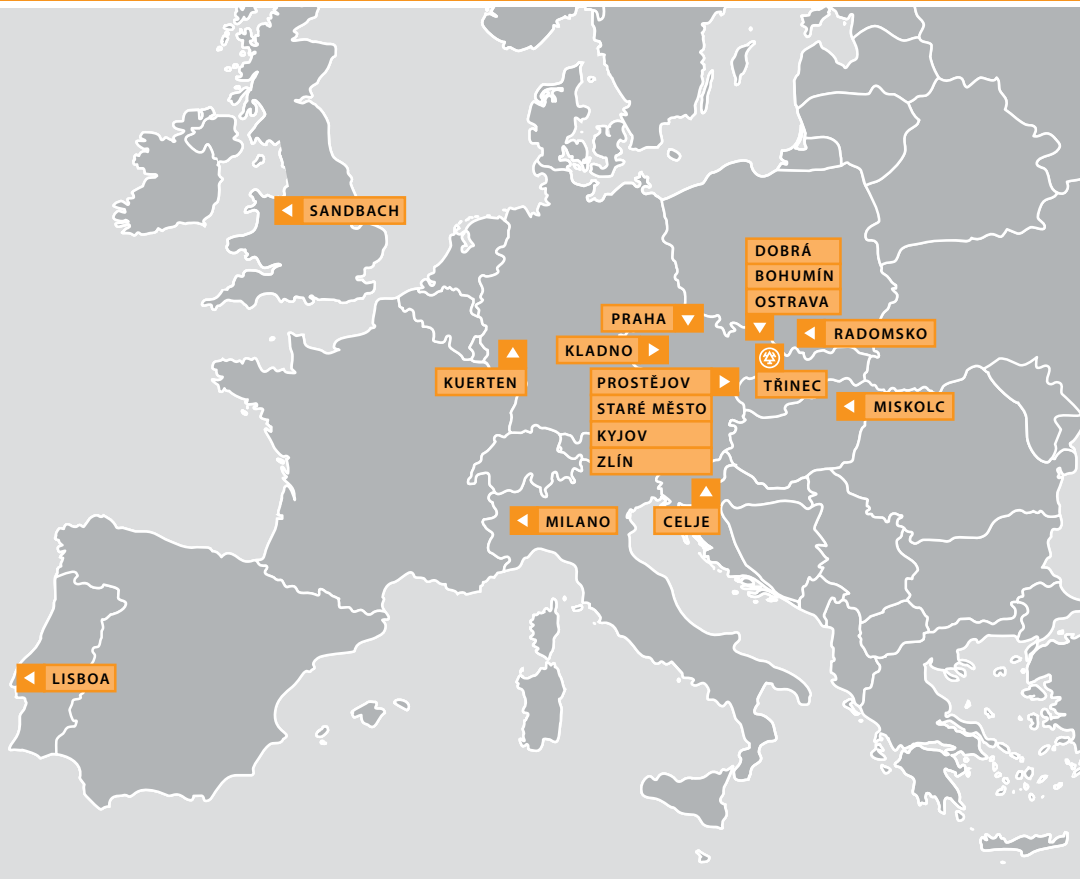 SANDBACH
DOBRÁ
BOHUMÍN
OSTRAVA
PRAHA
RADOMSKO
KLADNO
KUERTEN
PROSTĚJOV
TŘINEC
STARÉ MĚSTO
MISKOLC
KYJOV
ZLÍN
MILANO
CELJE
LISBOA